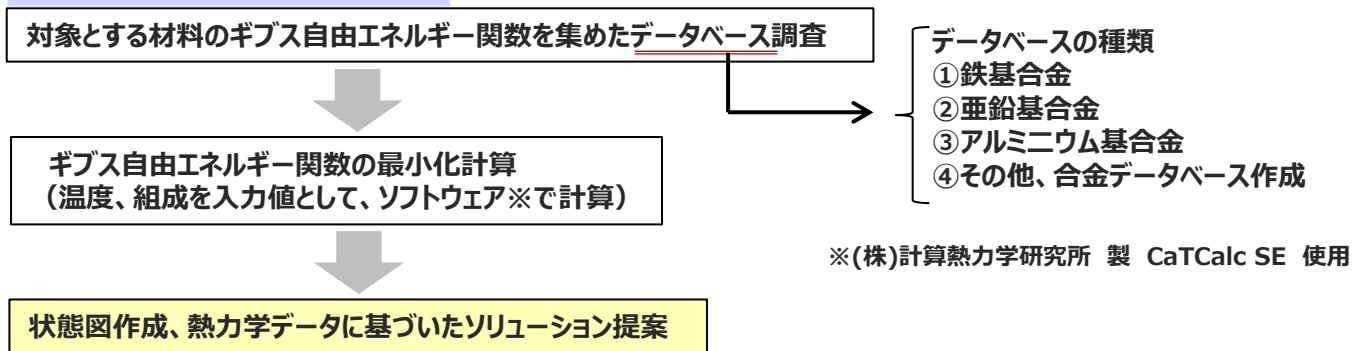 対象とする材料のギブス自由エネルギー関数を集めたデータベース調査
データベースの種類
①鉄基合金
②亜鉛基合金
③アルミニウム基合金
④その他、合金データベース作成
ギブス自由エネルギー関数の最小化計算
（温度、組成を入力値として、ソフトウェア※で計算）
※(株)計算熱力学研究所 製 CaTCalc SE 使用
状態図作成、熱力学データに基づいたソリューション提案